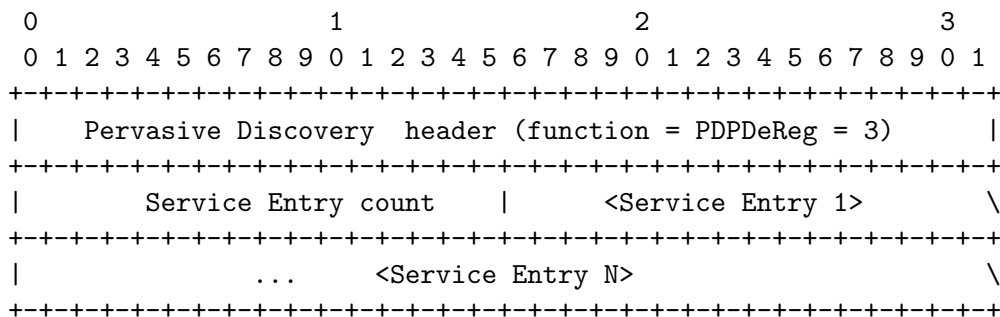 0                   1                   2                   3
 0 1 2 3 4 5 6 7 8 9 0 1 2 3 4 5 6 7 8 9 0 1 2 3 4 5 6 7 8 9 0 1
+-+-+-+-+-+-+-+-+-+-+-+-+-+-+-+-+-+-+-+-+-+-+-+-+-+-+-+-+-+-+-+-+
|    Pervasive Discovery  header (function = PDPDeReg = 3)      |
+-+-+-+-+-+-+-+-+-+-+-+-+-+-+-+-+-+-+-+-+-+-+-+-+-+-+-+-+-+-+-+-+
|        Service Entry count    |      <Service Entry 1>        \
+-+-+-+-+-+-+-+-+-+-+-+-+-+-+-+-+-+-+-+-+-+-+-+-+-+-+-+-+-+-+-+-+
|               ...     <Service Entry N>                       \
+-+-+-+-+-+-+-+-+-+-+-+-+-+-+-+-+-+-+-+-+-+-+-+-+-+-+-+-+-+-+-+-+